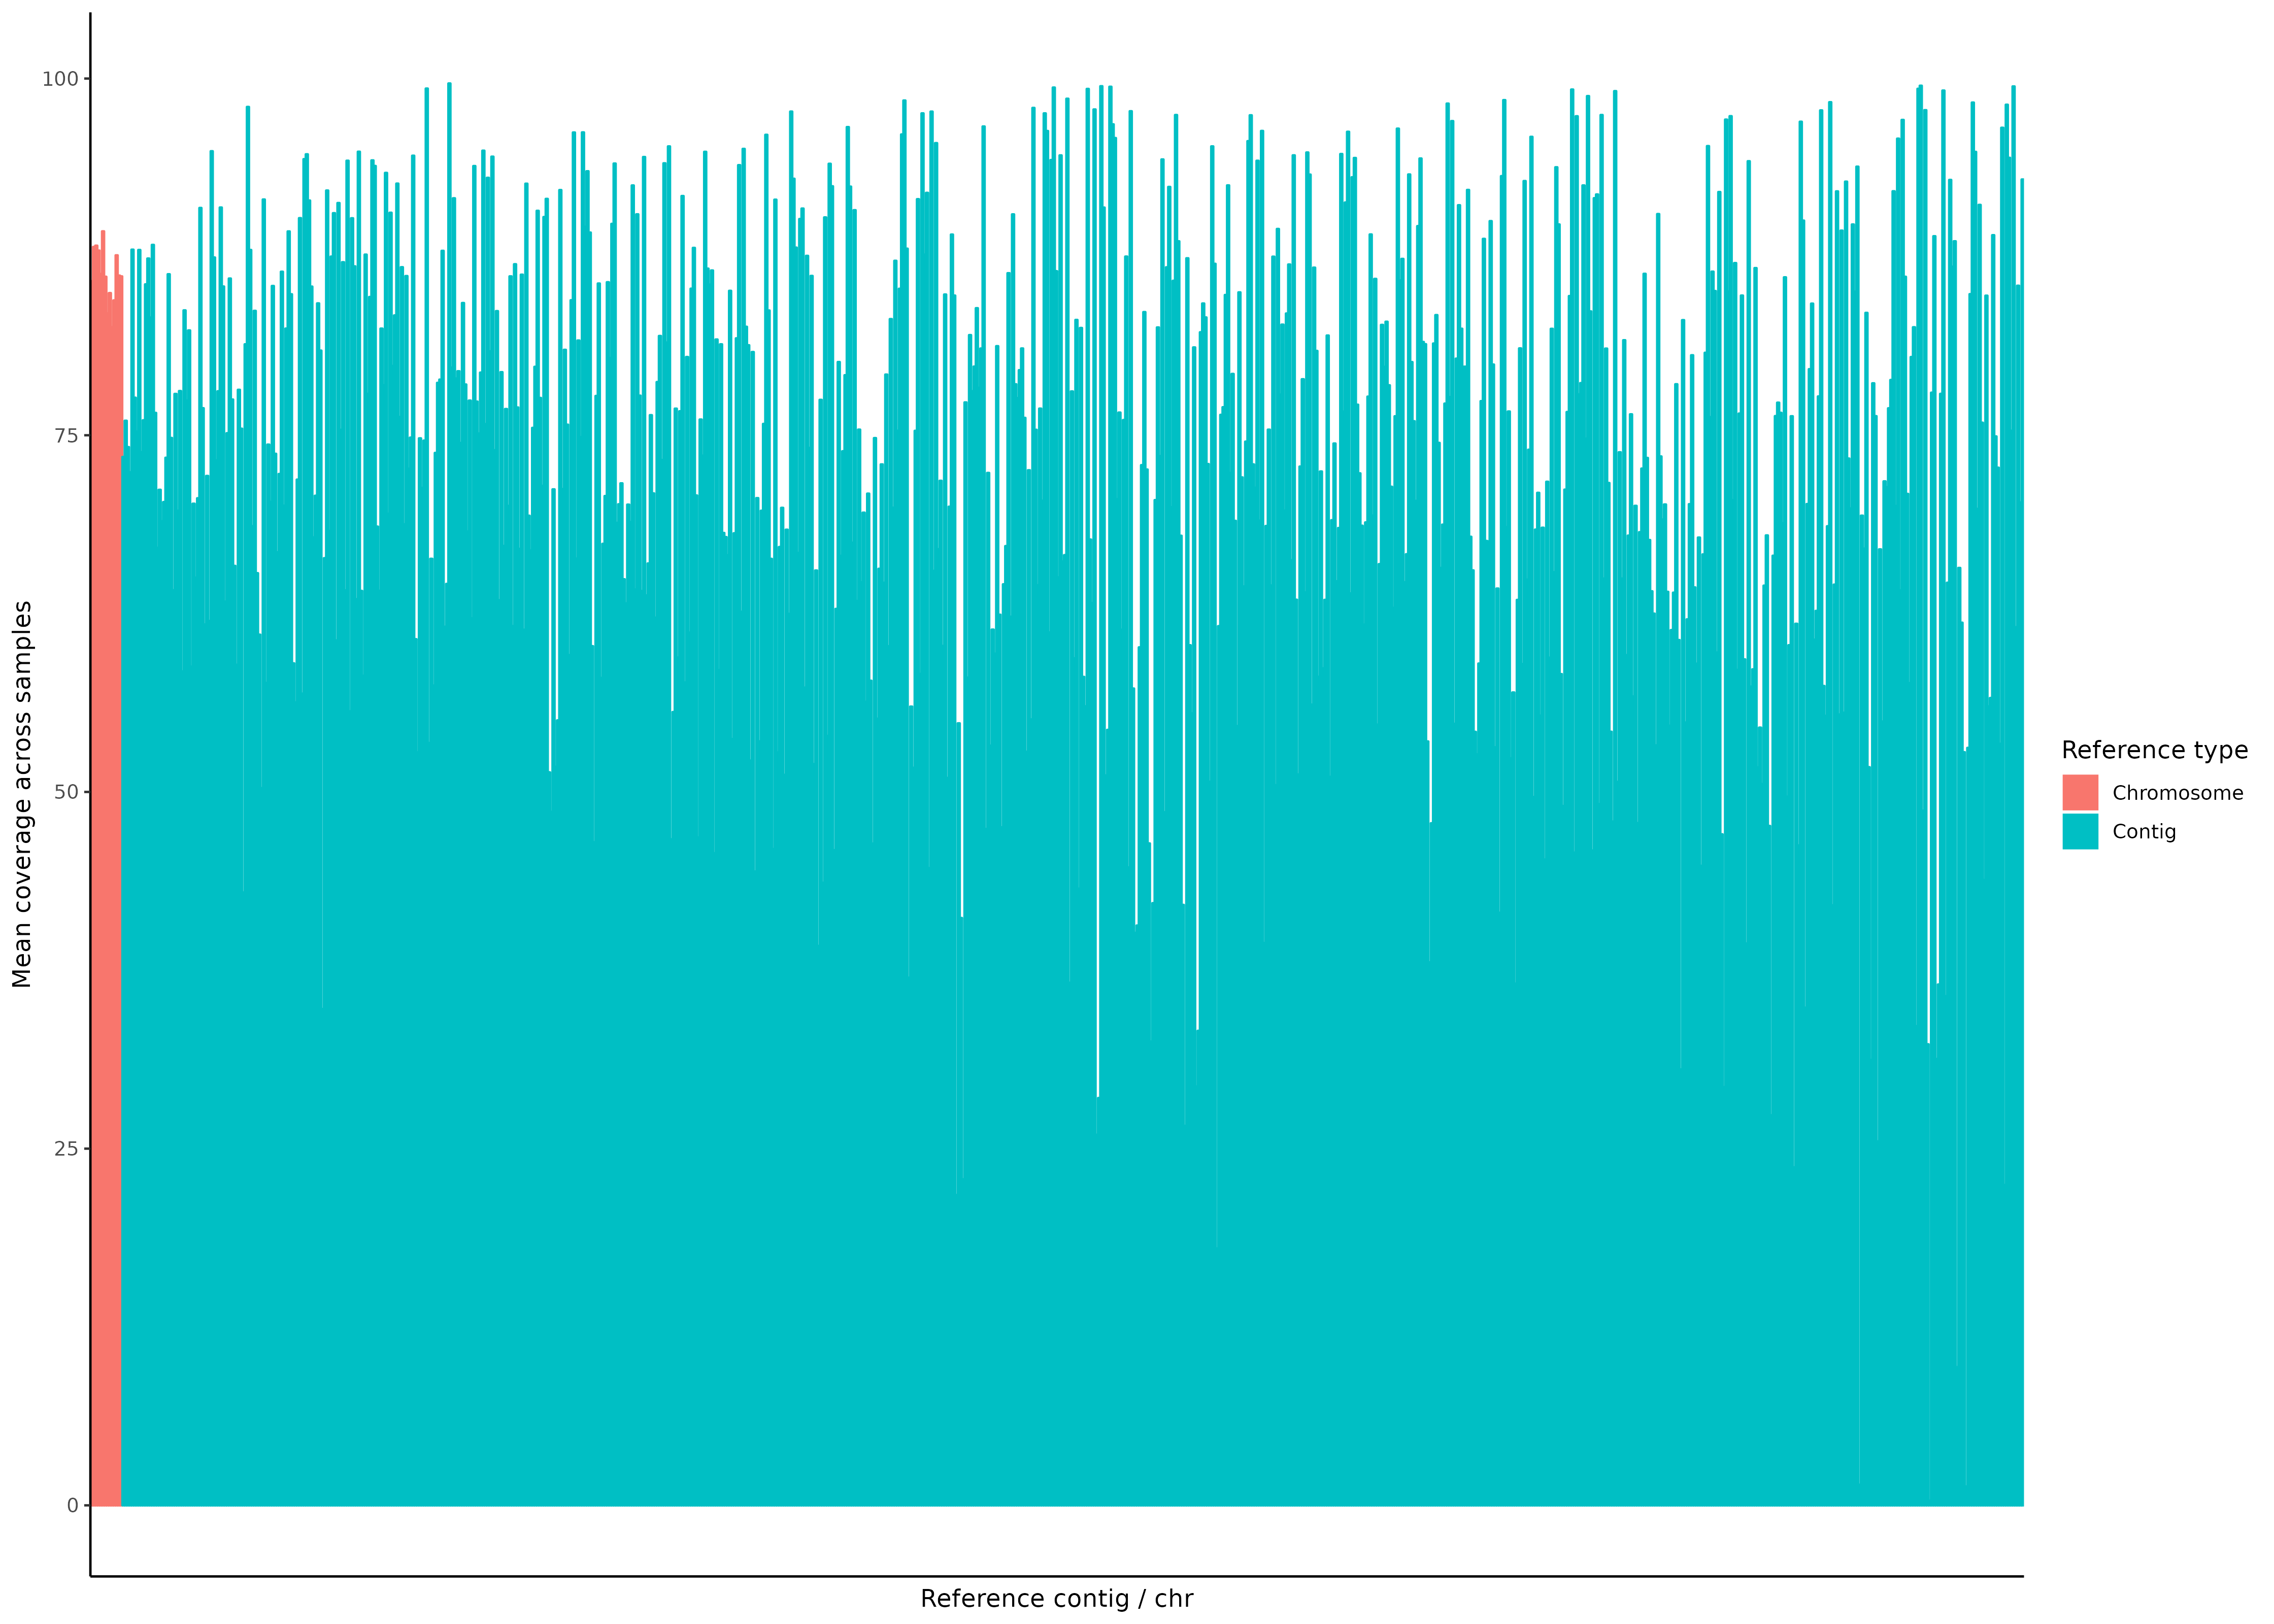 Mean coverage across samples
100
75
50
25
0
Reference contig / chr
Reference type
Chromosome
Contig